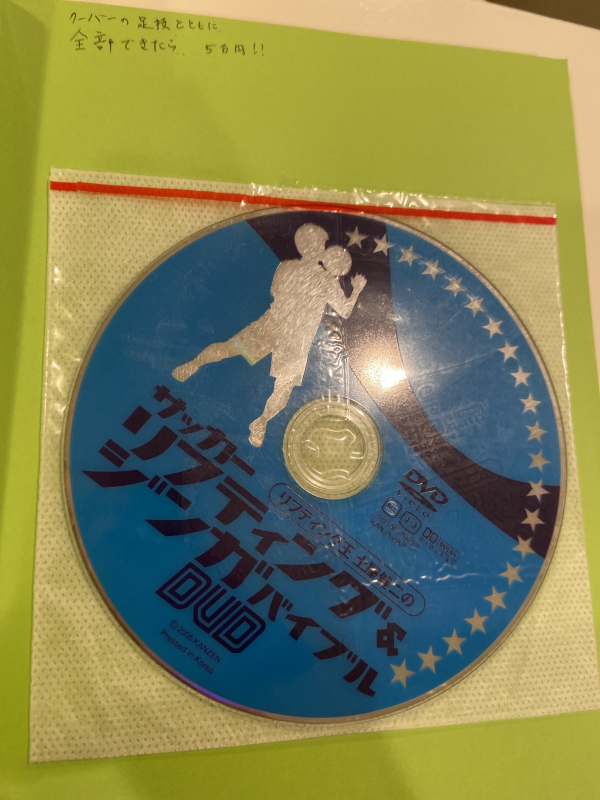 クーバーの足技とともに
全部できたら、5万円!!
サッカー
リフティング&
ジンガバイブル
DVD
リフティング王 土屋健二の
DVD
VIDEO
©2005 KANZEN
Pressed in Korea